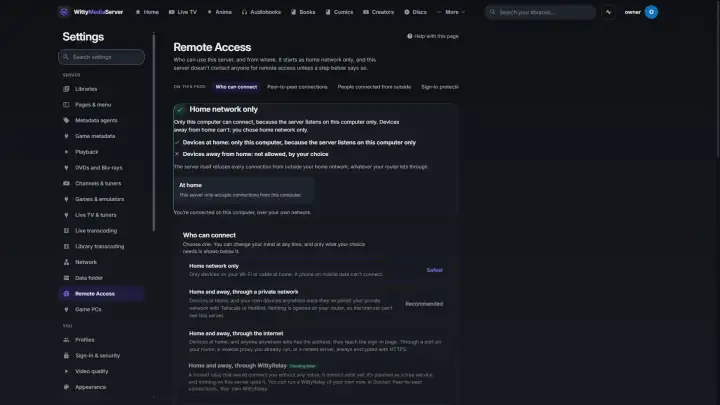 WittyMediaServer
Home
Live TV
Anime
Audiobooks
Books
Comics
Creators
Discs
More
Search your libraries...
owner
O
Settings
Search settings
SERVER
Libraries
Pages & menu
Metadata agents
Game metadata
Playback
DVDs and Blu-rays
Channels & tuners
Games & emulators
Live TV & tuners
Live transcoding
Library transcoding
Network
Data folder
Remote Access
Game PCs
YOU
Profiles
Sign-in & security
Video quality
Appearance
Help with this page
Remote Access
Who can use this server, and from where. It starts as home network only, and this
server doesn't contact anyone for remote access unless a step below says so.
ON THIS PAGE
Who can connect
Peer-to-peer connections
People connected from outside
Sign-in protecti
Home network only
Only this computer can connect, because the server listens on this computer only. Devices
away from home can't: you chose home network only.
Devices at home: only this computer, because the server listens on this computer only
Devices away from home: not allowed, by your choice
The server itself refuses every connection from outside your home network, whatever your router lets through.
At home
This server only accepts connections from this computer.
You're connected on this computer, over your own network.
Who can connect
Choose one. You can change your mind at any time, and only what your choice
needs is shown below it.
Home network only
Only devices on your Wi-Fi or cable at home. A phone on mobile data can't connect.
Safest
Home and away, through a private network
Devices at home, and your own devices anywhere once they've joined your private
network with Tailscale or NetBird. Nothing is opened on your router, so the internet can't
see this server.
Recommended
Home and away, through the internet
Devices at home, and anyone anywhere who has the address; they reach the sign-in page. Through a port on
your router, a reverse proxy you already run, or a rented server, always encrypted with HTTPS.
Home and away, through WittyRelay